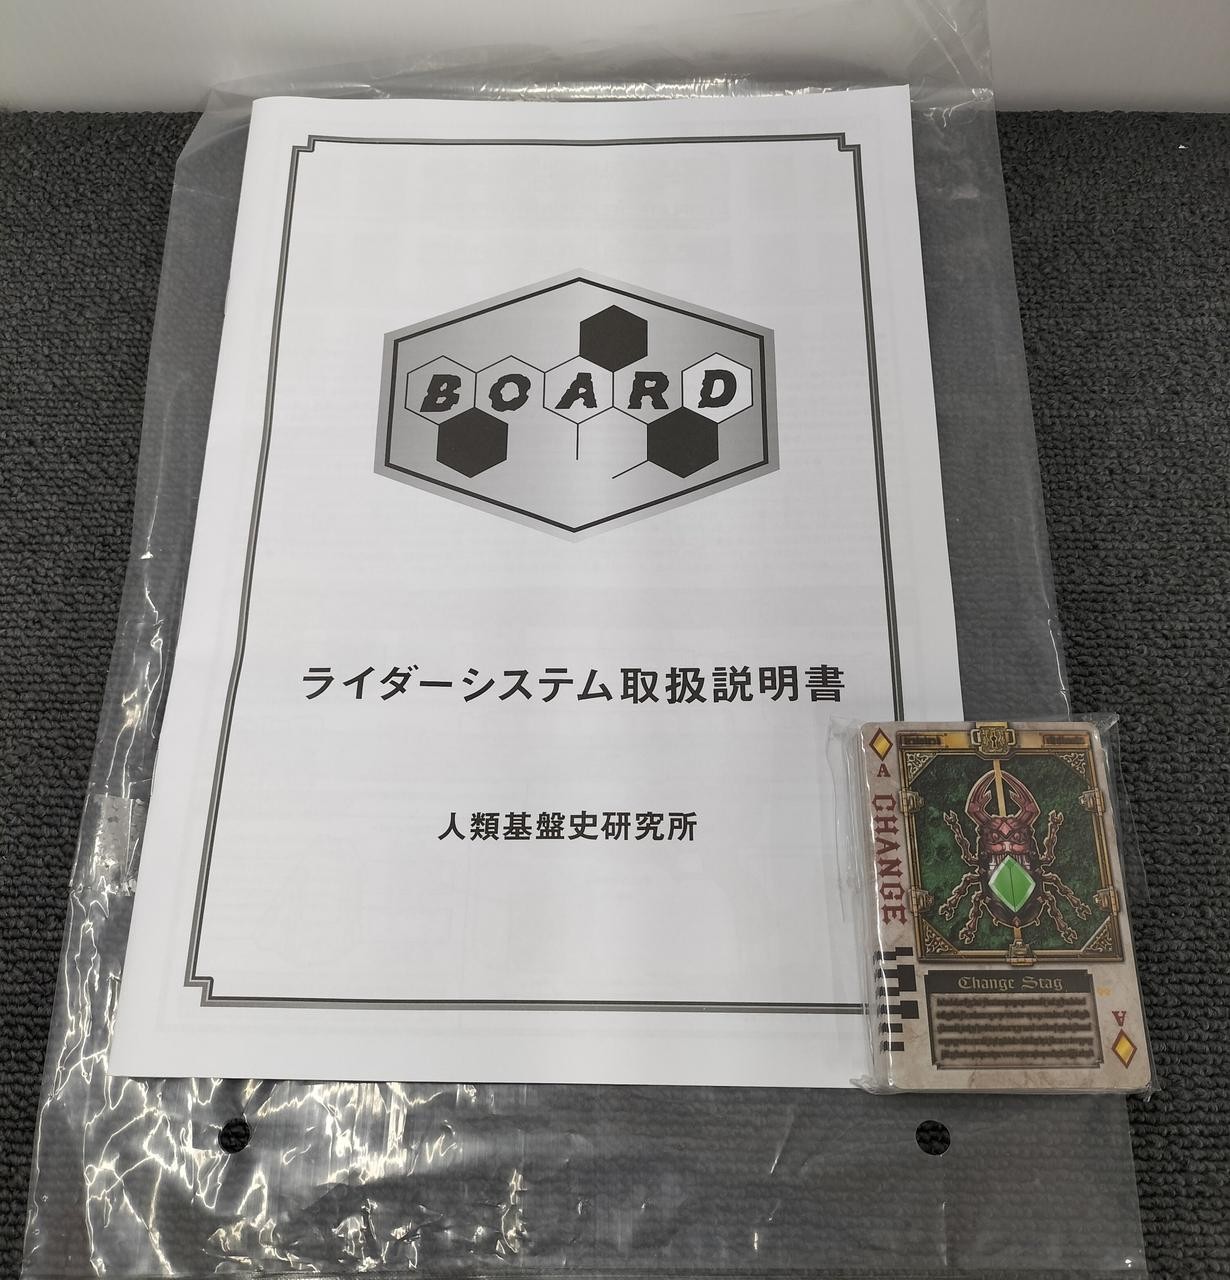 BOARD
ライダーシステム取扱説明書
人類基盤史研究所
A
CHANGE
Change Stag
A